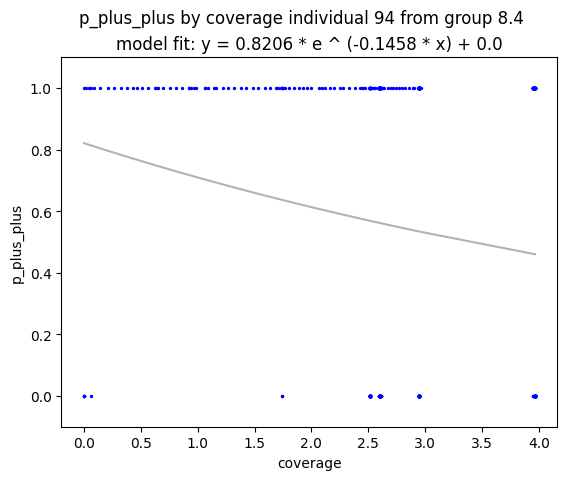 p_plus_plus by coverage individual 94 from group 8.4
model fit: y = 0.8206 * e ^ (-0.1458 * x) + 0.0
1.0
0.8
0.6
0.4
0.2
0.0
p_plus_plus
0.0 0.5 1.0 1.5 2.0 2.5 3.0 3.5 4.0
coverage